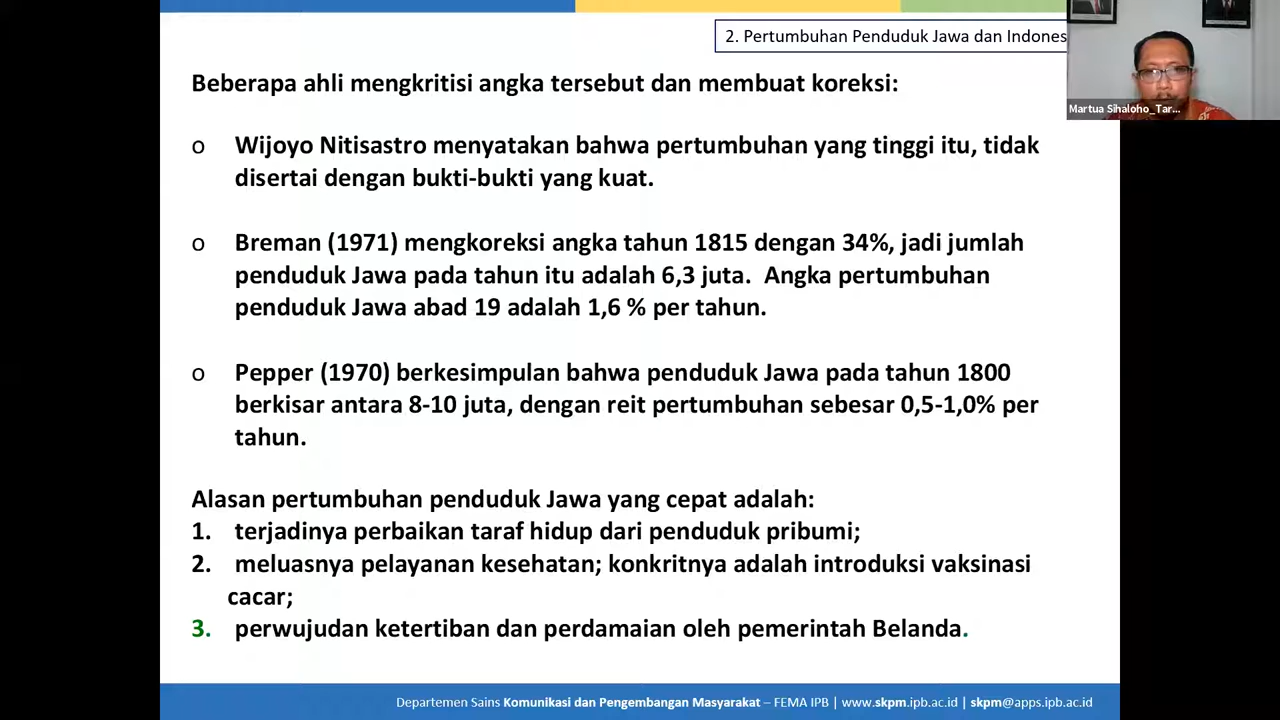 2. Pertumbuhan Penduduk Jawa dan Indones
Martua Sihaloho_Tar...
Beberapa ahli mengkritisi angka tersebut dan membuat koreksi:
o Wijoyo Nitisastro menyatakan bahwa pertumbuhan yang tinggi itu, tidak
disertai dengan bukti-bukti yang kuat.
o Breman (1971) mengkoreksi angka tahun 1815 dengan 34%, jadi jumlah
penduduk Jawa pada tahun itu adalah 6,3 juta. Angka pertumbuhan
penduduk Jawa abad 19 adalah 1,6 % per tahun.
o Pepper (1970) berkesimpulan bahwa penduduk Jawa pada tahun 1800
berkisar antara 8-10 juta, dengan reit pertumbuhan sebesar 0,5-1,0% per
tahun.
Alasan pertumbuhan penduduk Jawa yang cepat adalah:
1. terjadinya perbaikan taraf hidup dari penduduk pribumi;
2. meluasnya pelayanan kesehatan; konkritnya adalah introduksi vaksinasi
cacar;
3. perwujudan ketertiban dan perdamaian oleh pemerintah Belanda.
Departemen Sains Komunikasi dan Pengembangan Masyarakat – FEMA IPB | www.skpm.ipb.ac.id | skpm@apps.ipb.ac.id